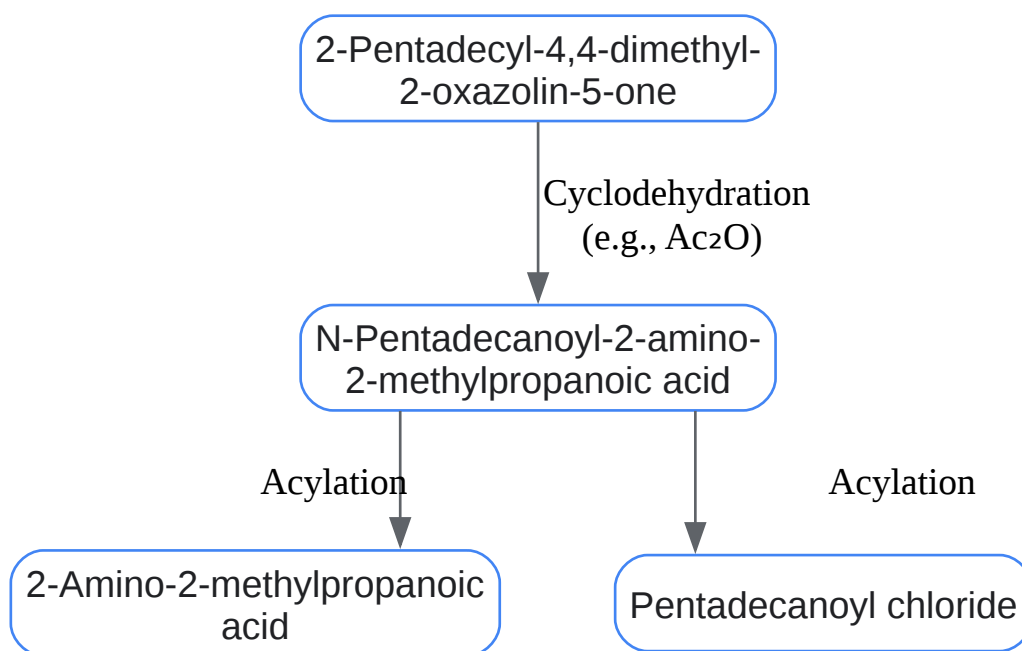 2-Pentadecyl-4,4-dimethyl-
2-oxazolin-5-one
Cyclodehydration
(e.g., Ac₂O)
N-Pentadecanoyl-2-amino-
2-methylpropanoic acid
Acylation
Acylation
2-Amino-2-methylpropanoic
acid
Pentadecanoyl chloride